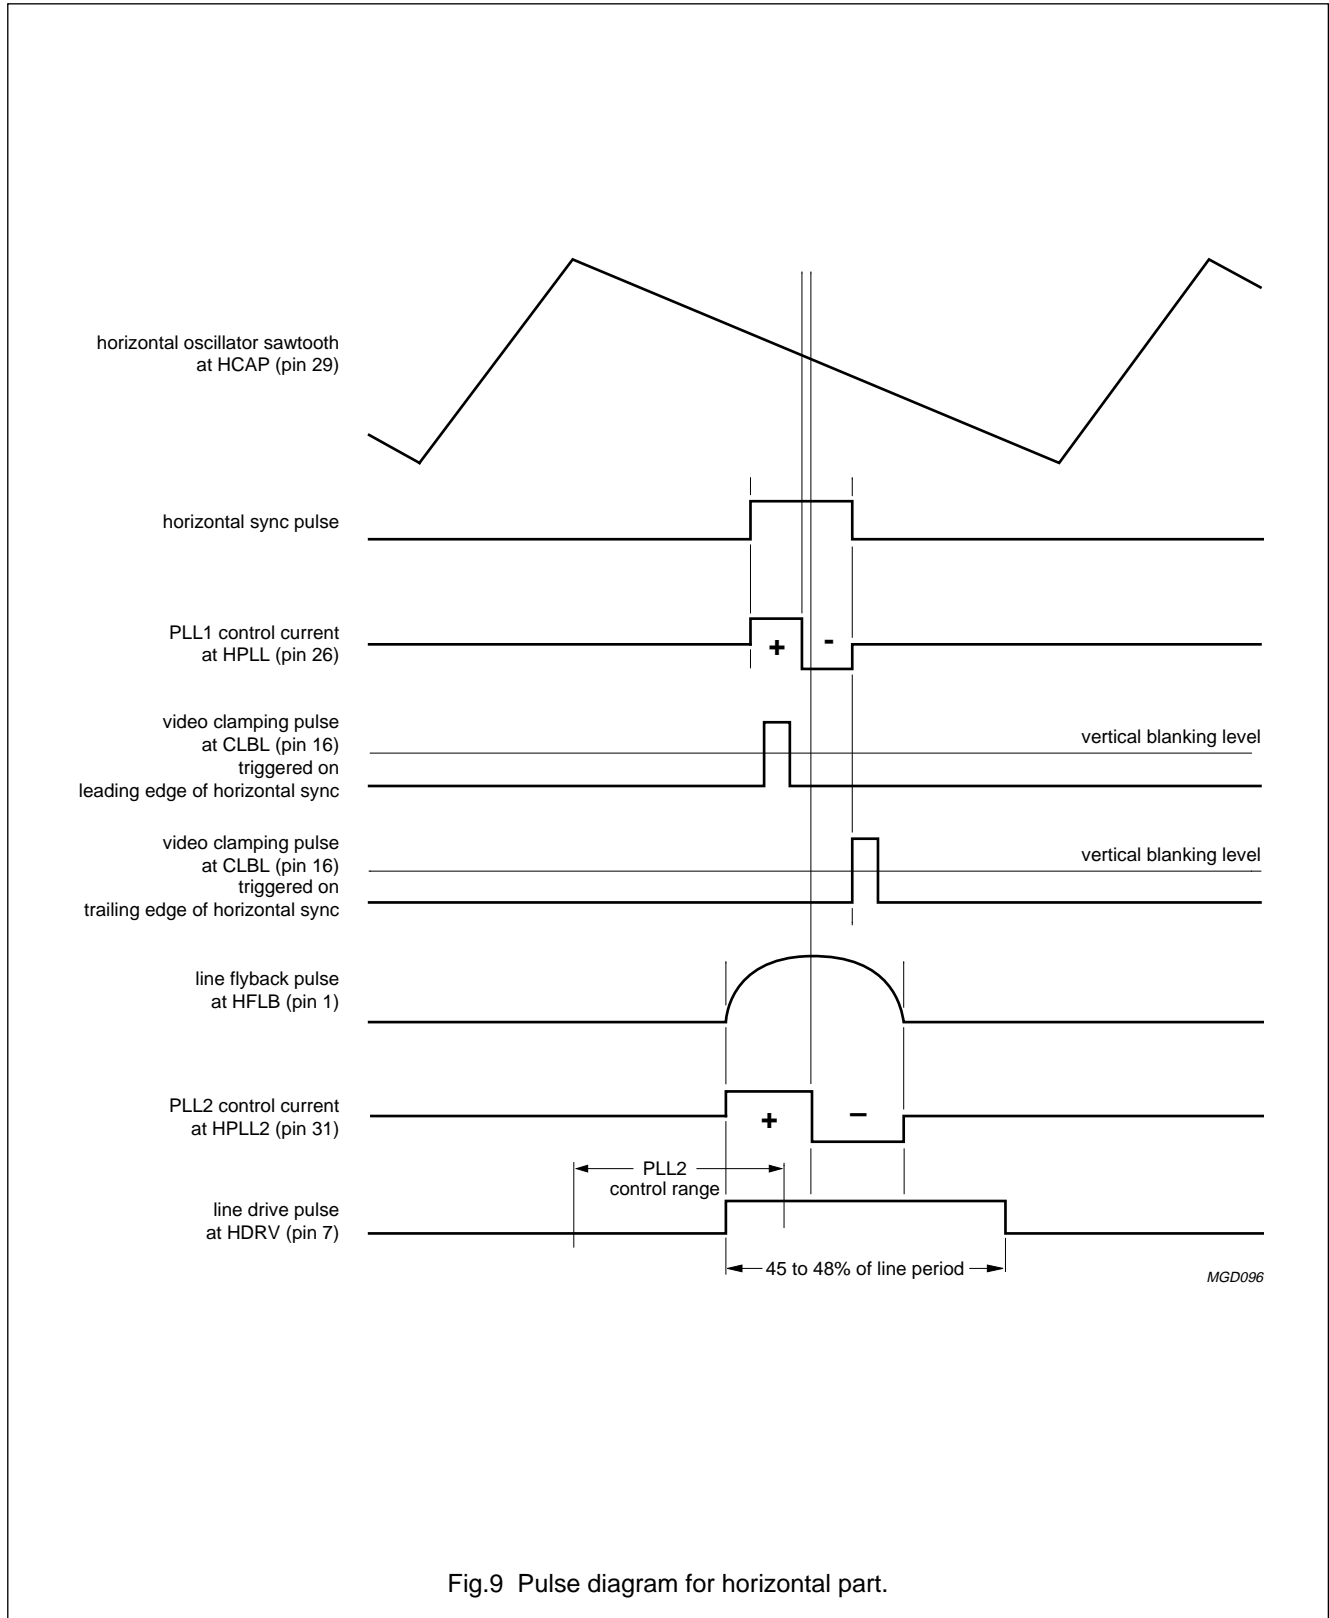 horizontal oscillator sawtooth
at HCAP (pin 29)
horizontal sync pulse
PLL1 control current
at HPLL (pin 26)
+
-
video clamping pulse
at CLBL (pin 16)
triggered on
leading edge of horizontal sync
vertical blanking level
video clamping pulse
at CLBL (pin 16)
triggered on
trailing edge of horizontal sync
vertical blanking level
line flyback pulse
at HFLB (pin 1)
PLL2 control current
at HPLL2 (pin 31)
+
−
PLL2
control range
line drive pulse
at HDRV (pin 7)
45 to 48% of line period
MGD096
Fig.9 Pulse diagram for horizontal part.